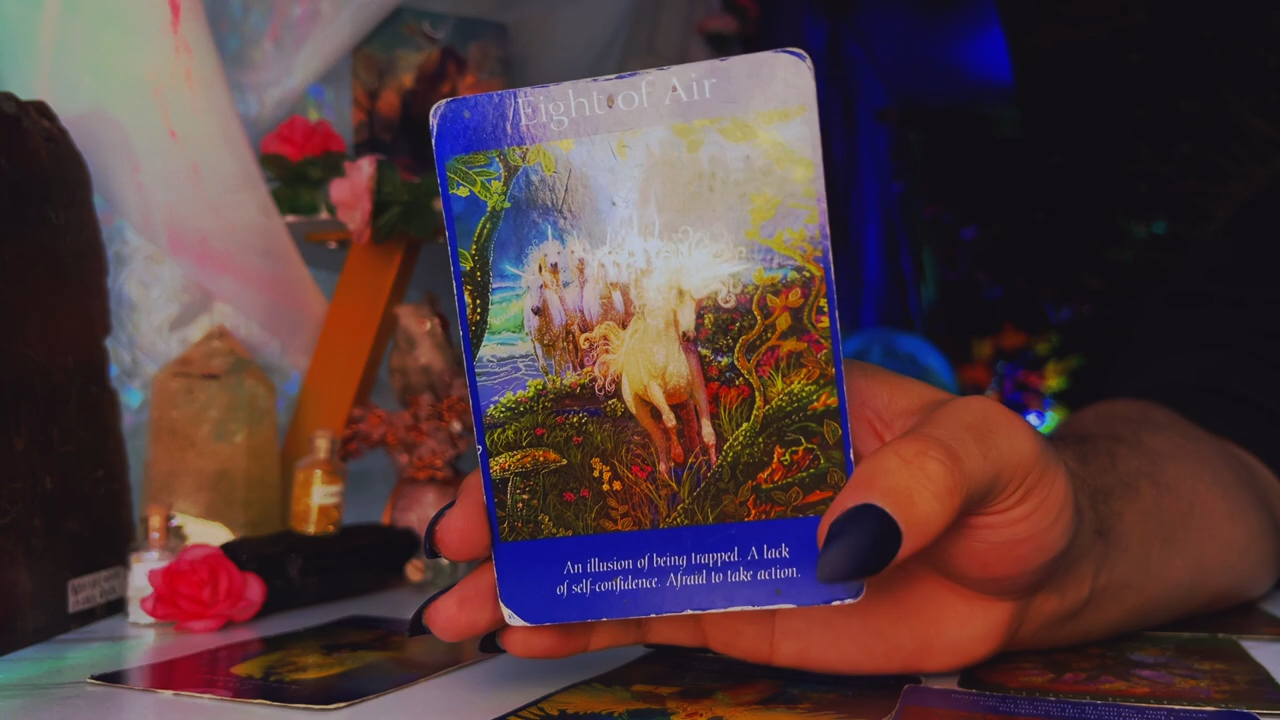 Eight of Air
An illusion of being trapped. A lack
of self-confidence. Afraid to take action.